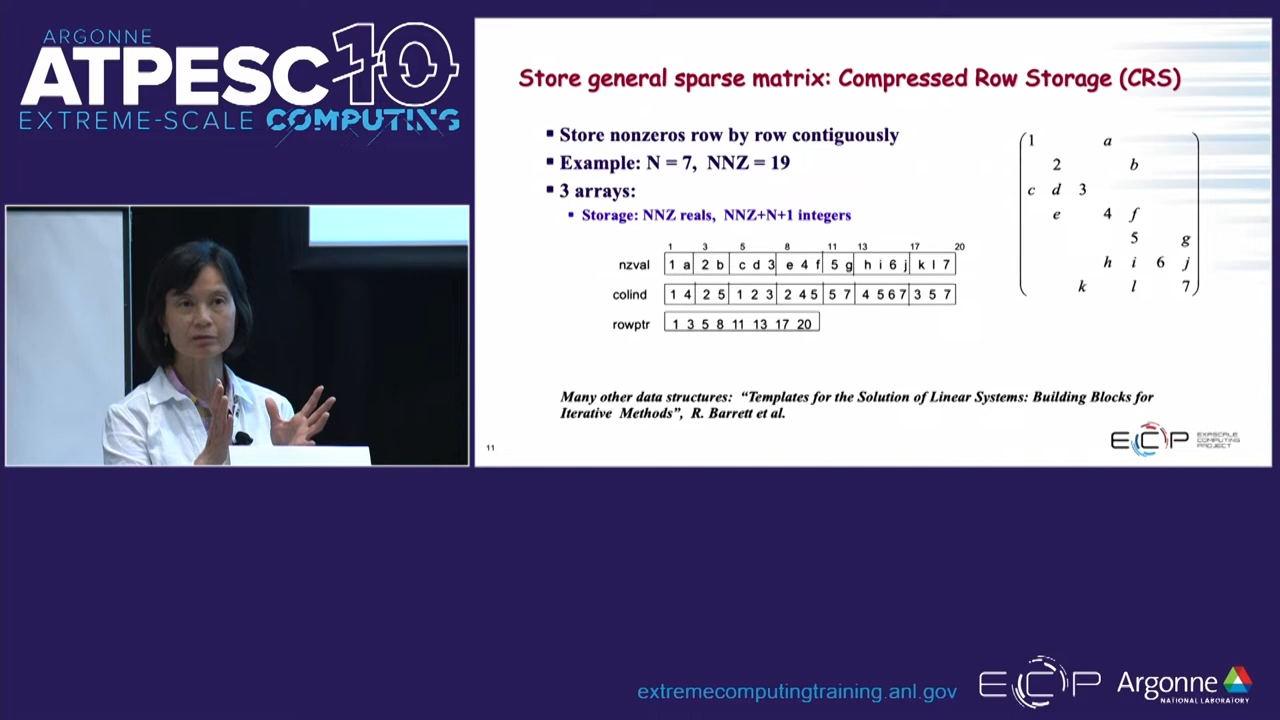 ARGONNE
ATPESC10
EXTREME-SCALE COMPUTING
Store general sparse matrix: Compressed Row Storage (CRS)
▪ Store nonzeros row by row contiguously
▪ Example: N = 7, NNZ = 19
▪ 3 arrays:
▪ Storage: NNZ reals, NNZ+N+1 integers
1 3 5 8 11 13 17 20
nzval 1 a 2 b c d 3 e 4 f 5 g h i 6 j k l 7
colind 1 4 2 5 1 2 3 2 4 5 5 7 4 5 6 7 3 5 7
rowptr 1 3 5 8 11 13 17 20
1 a
2 b
c d 3
e 4 f
5 g
h i 6 j
k l 7
Many other data structures: “Templates for the Solution of Linear Systems: Building Blocks for
Iterative Methods”, R. Barrett et al.
ECP EXASCALE
COMPUTING
PROJECT
11
extremecomputingtraining.anl.gov
ECP
Argonne
NATIONAL LABORATORY